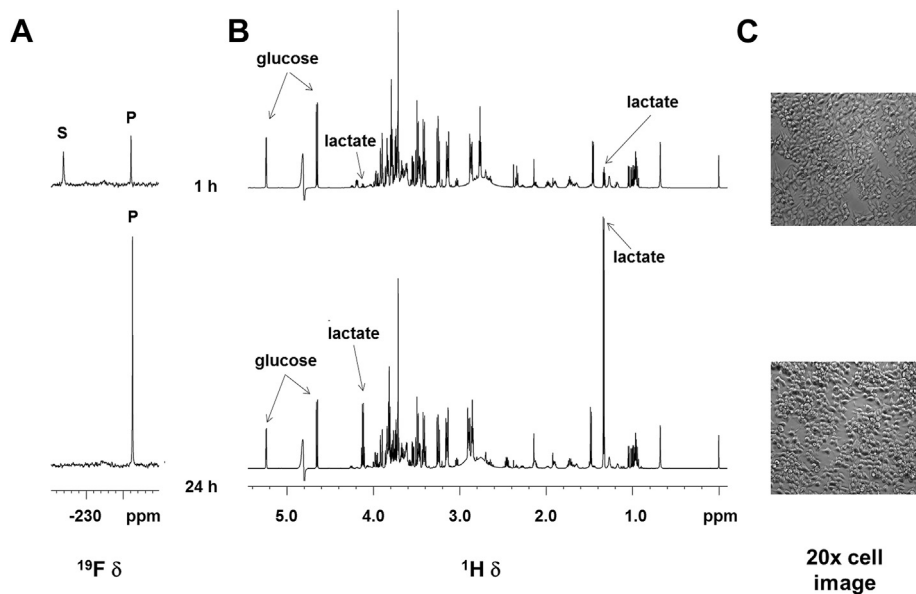 A
B
C
glucose
S
P
lactate
lactate
1 h
P
lactate
lactate
glucose
24 h
-230
ppm
5.0
4.0
3.0
2.0
1.0
ppm
¹⁹F δ
¹H δ
20x cell
image